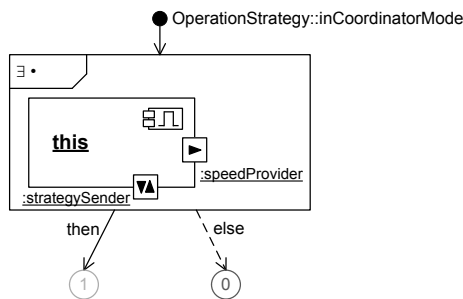 OperationStrategy::inCoordinatorMode
∃ •
this
:speedProvider
:strategySender
then
else
1
0